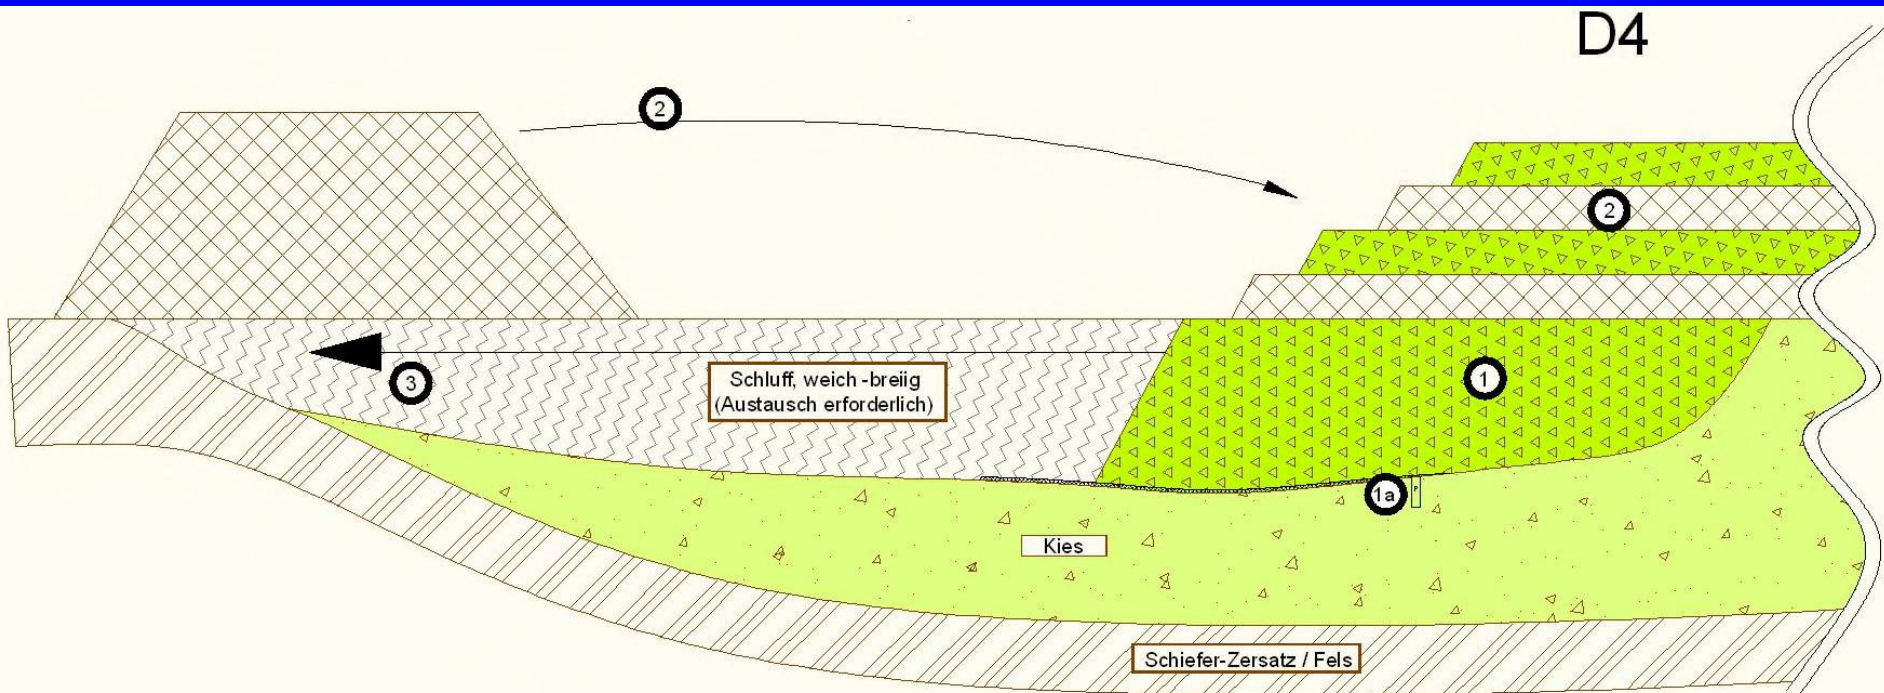 D4
2
2
3
Schluff, weich -breiig
(Austausch erforderlich)
1
1a
P
Kies
Schiefer-Zersatz / Fels